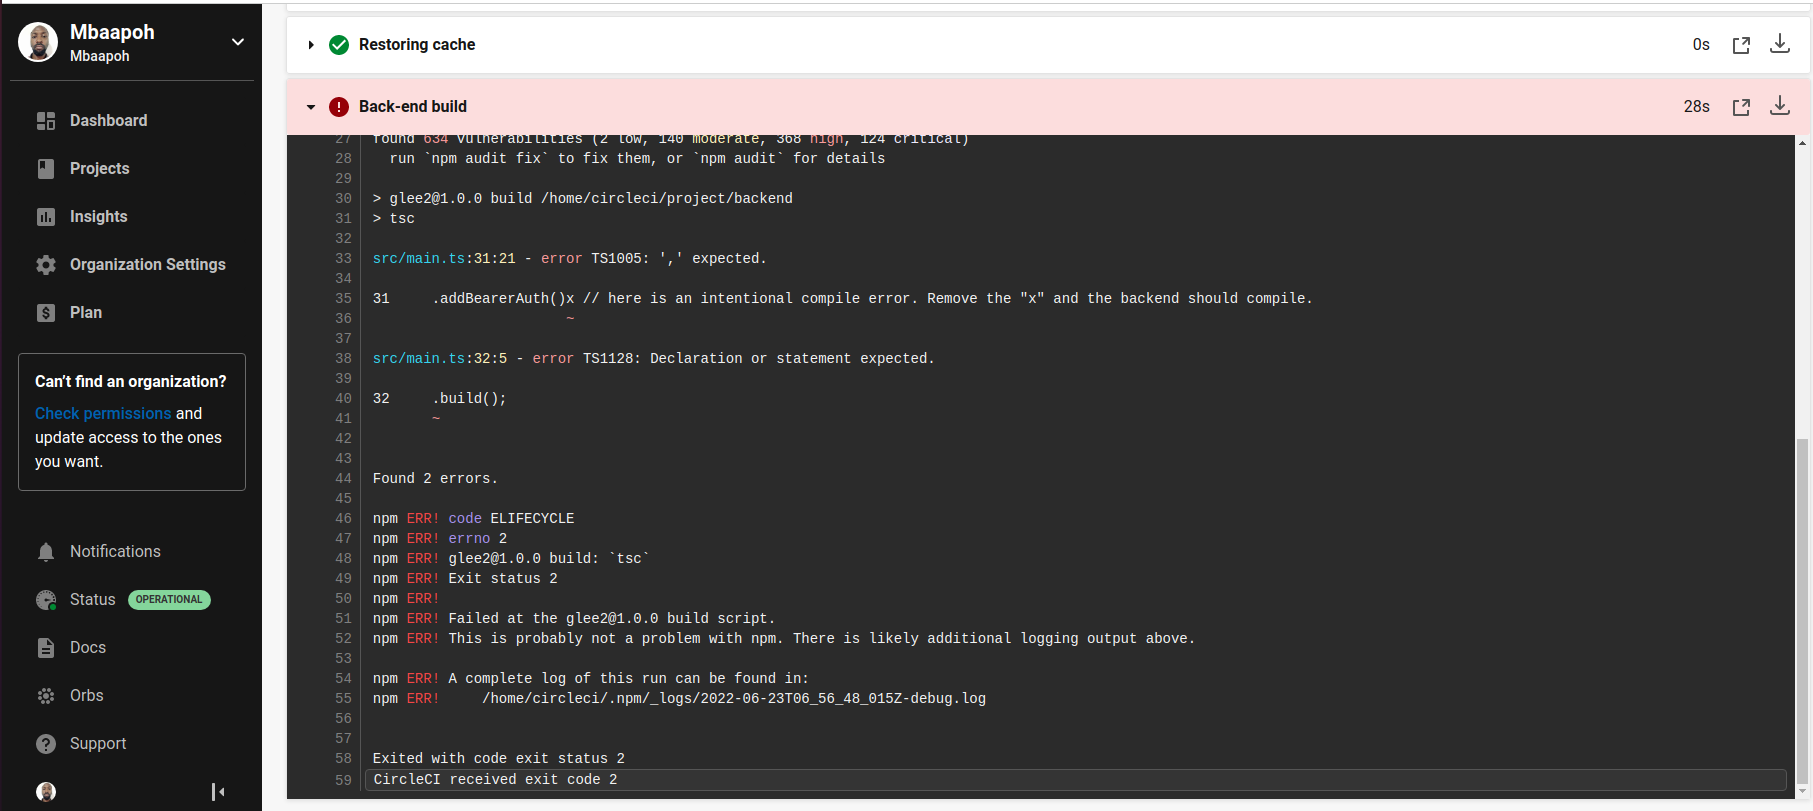 Mbaapoh
Mbaapoh
Dashboard
Projects
Insights
Organization Settings
Plan
Can't find an organization?
Check permissions and
update access to the ones
you want.
Notifications
Status OPERATIONAL
Docs
Orbs
Support
Restoring cache 0s
Back-end build 28s
27 found 634 vulnerabilities (2 low, 140 moderate, 368 high, 124 critical)
28 run `npm audit fix` to fix them, or `npm audit` for details
29
30 > glee2@1.0.0 build /home/circleci/project/backend
31 > tsc
32
33 src/main.ts:31:21 - error TS1005: ',' expected.
34
35 31 .addBearerAuth()x // here is an intentional compile error. Remove the "x" and the backend should compile.
36 ~
37
38 src/main.ts:32:5 - error TS1128: Declaration or statement expected.
39
40 32 .build();
41 ~
42
43
44 Found 2 errors.
45
46 npm ERR! code ELIFECYCLE
47 npm ERR! errno 2
48 npm ERR! glee2@1.0.0 build: `tsc`
49 npm ERR! Exit status 2
50 npm ERR!
51 npm ERR! Failed at the glee2@1.0.0 build script.
52 npm ERR! This is probably not a problem with npm. There is likely additional logging output above.
53
54 npm ERR! A complete log of this run can be found in:
55 npm ERR! /home/circleci/.npm/_logs/2022-06-23T06_56_48_015Z-debug.log
56
57
58 Exited with code exit status 2
59 CircleCI received exit code 2